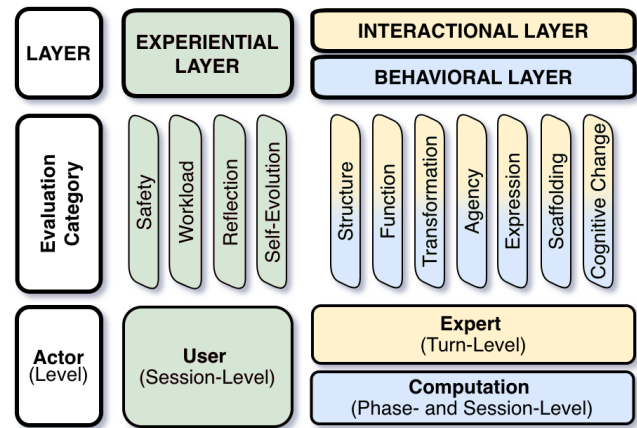 LAYER
EXPERIENTIAL
LAYER
INTERACTIONAL LAYER
BEHAVIORAL LAYER
Evaluation
Category
Safety
Workload
Reflection
Self-Evolution
Structure
Function
Transformation
Agency
Expression
Scaffolding
Cognitive Change
Actor
(Level)
User
(Session-Level)
Expert
(Turn-Level)
Computation
(Phase- and Session-Level)